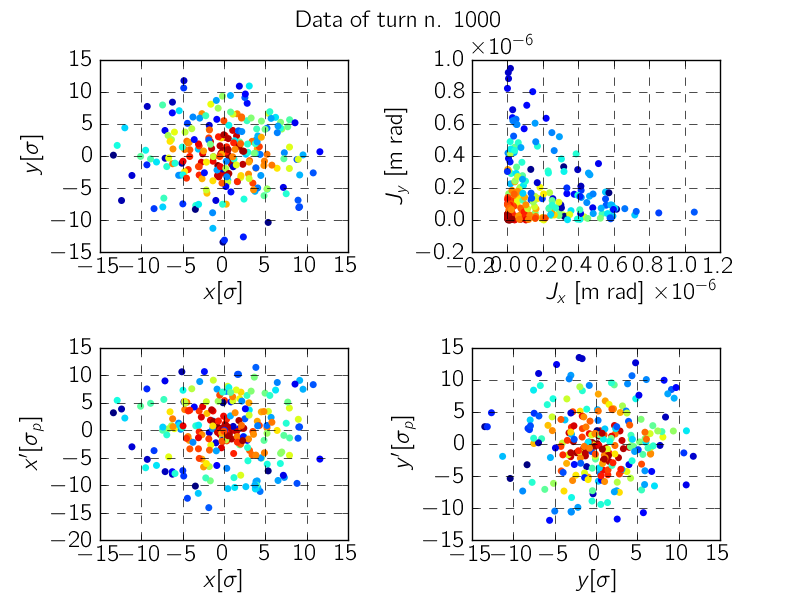 Data of turn n. 1000
×10⁻⁶
15
10
5
0
−5
−10
−15
y[σ]
−15 −10 −5 0 5 10 15
x[σ]
1.0
0.8
0.6
0.4
0.2
0.0
−0.2
J_y [m rad]
−0.2 0.0 0.2 0.4 0.6 0.8 1.0 1.2
J_x [m rad] ×10⁻⁶
15
10
5
0
−5
−10
−15
−20
x′[σ_p]
−15 −10 −5 0 5 10 15
x[σ]
15
10
5
0
−5
−10
−15
y′[σ_p]
−15 −10 −5 0 5 10 15
y[σ]